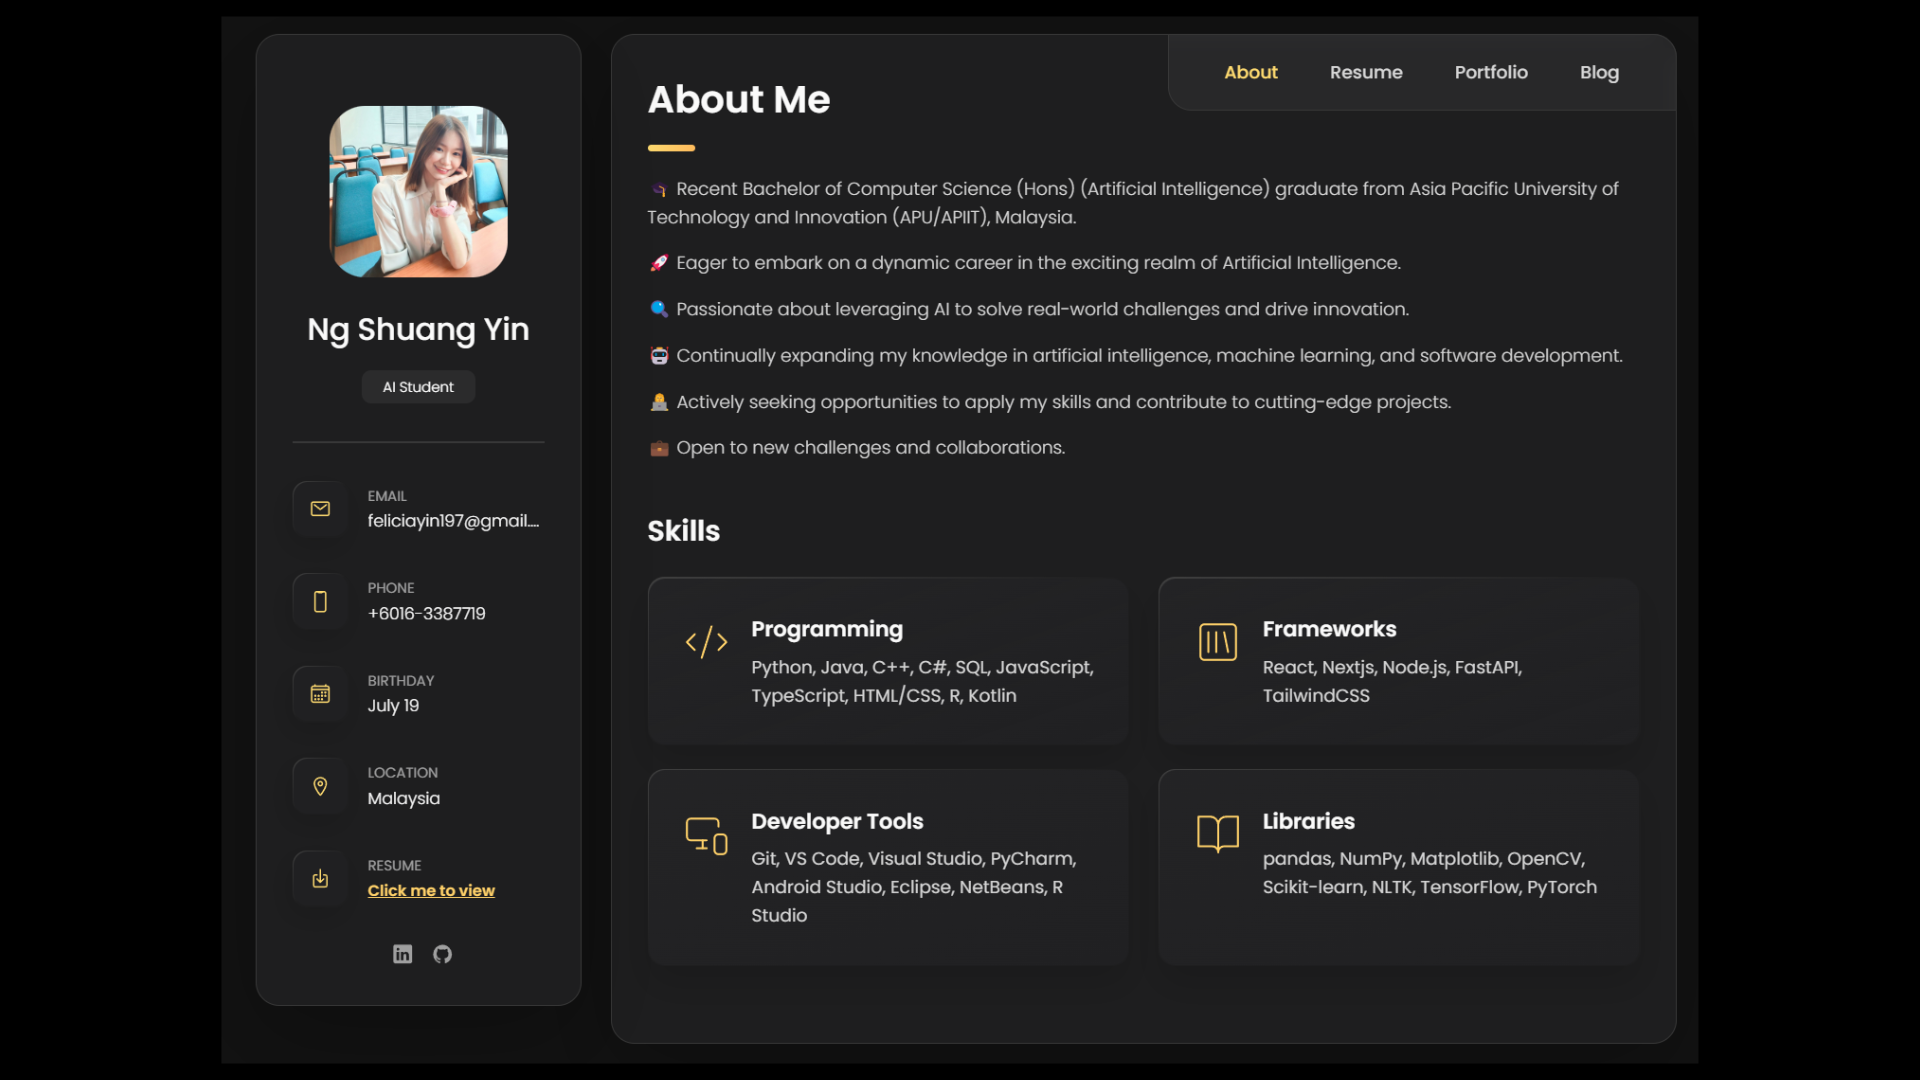 Ng Shuang Yin
AI Student
EMAIL
feliciayin197@gmail....
PHONE
+6016-3387719
BIRTHDAY
July 19
LOCATION
Malaysia
RESUME
Click me to view
About Resume Portfolio Blog
About Me
🎓 Recent Bachelor of Computer Science (Hons) (Artificial Intelligence) graduate from Asia Pacific University of
Technology and Innovation (APU/APIIT), Malaysia.
🚀 Eager to embark on a dynamic career in the exciting realm of Artificial Intelligence.
🔍 Passionate about leveraging AI to solve real-world challenges and drive innovation.
🤖 Continually expanding my knowledge in artificial intelligence, machine learning, and software development.
👩‍💻 Actively seeking opportunities to apply my skills and contribute to cutting-edge projects.
💼 Open to new challenges and collaborations.
Skills
Programming
Python, Java, C++, C#, SQL, JavaScript,
TypeScript, HTML/CSS, R, Kotlin
Frameworks
React, Nextjs, Node.js, FastAPI,
TailwindCSS
Developer Tools
Git, VS Code, Visual Studio, PyCharm,
Android Studio, Eclipse, NetBeans, R
Studio
Libraries
pandas, NumPy, Matplotlib, OpenCV,
Scikit-learn, NLTK, TensorFlow, PyTorch